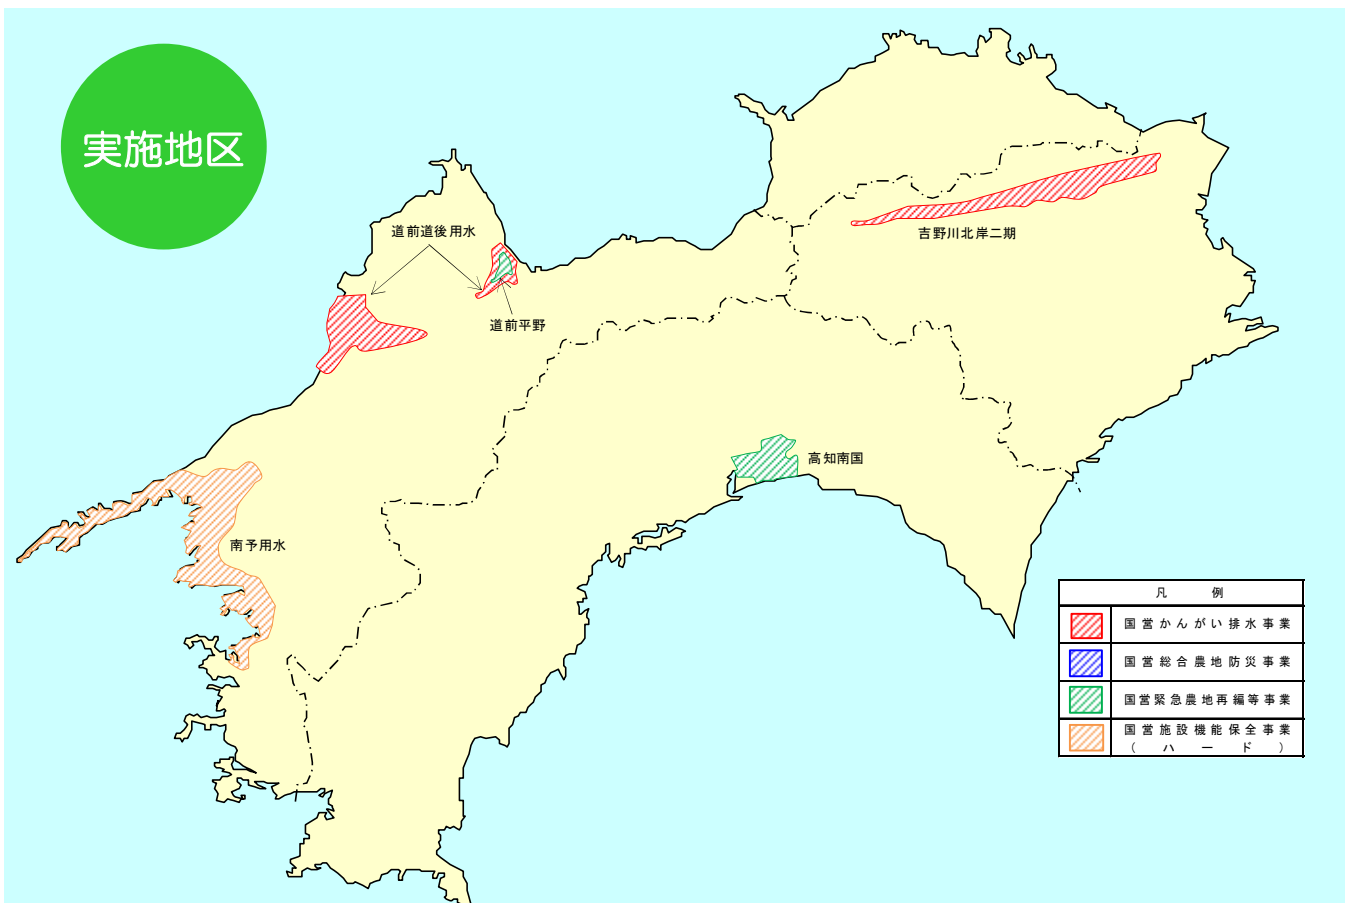 実施地区
道前道後用水
吉野川北岸二期
道前平野
高知南国
南予用水
凡 例
国営かんがい排水事業
国営総合農地防災事業
国営緊急農地再編等事業
国営施設機能保全事業
(ハード)